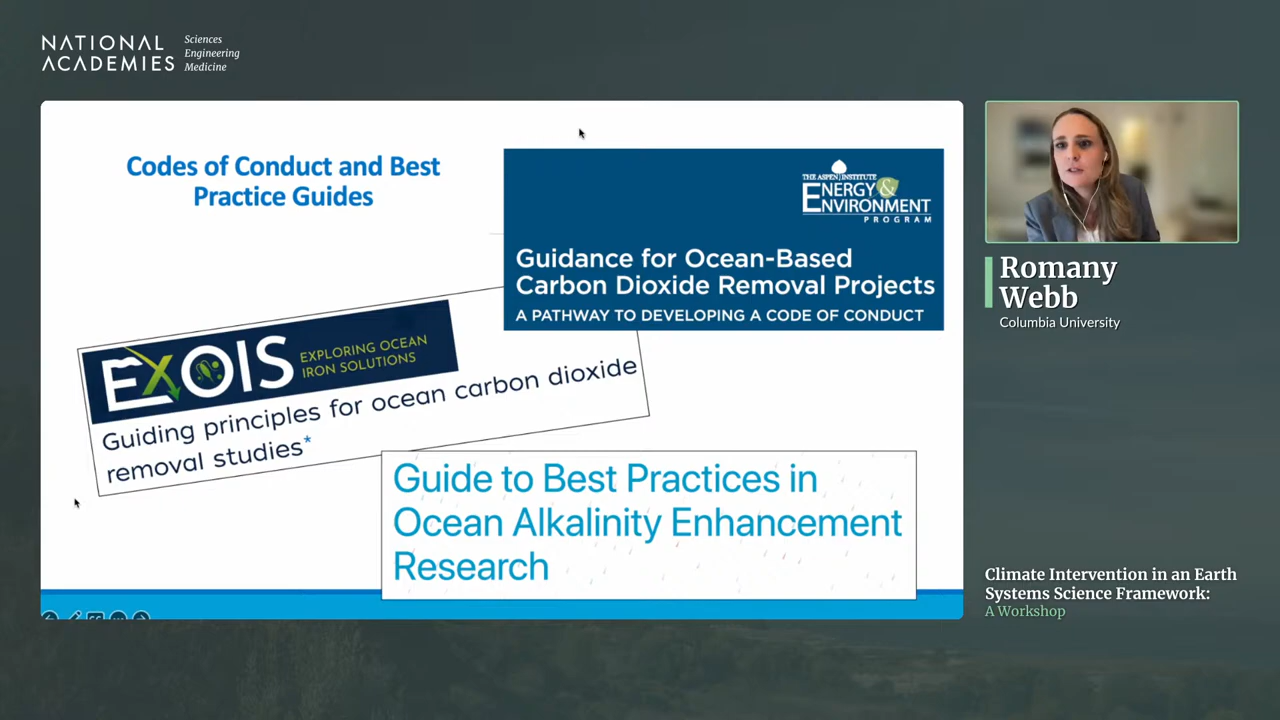 NATIONAL
ACADEMIES
Sciences
Engineering
Medicine
Codes of Conduct and Best
Practice Guides
THE ASPEN INSTITUTE
ENERGY &
ENVIRONMENT
PROGRAM
Guidance for Ocean-Based
Carbon Dioxide Removal Projects
A PATHWAY TO DEVELOPING A CODE OF CONDUCT
EXOIS
EXPLORING OCEAN
IRON SOLUTIONS
Guiding principles for ocean carbon dioxide
removal studies*
Guide to Best Practices in
Ocean Alkalinity Enhancement
Research
Romany
Webb
Columbia University
Climate Intervention in an Earth
Systems Science Framework:
A Workshop